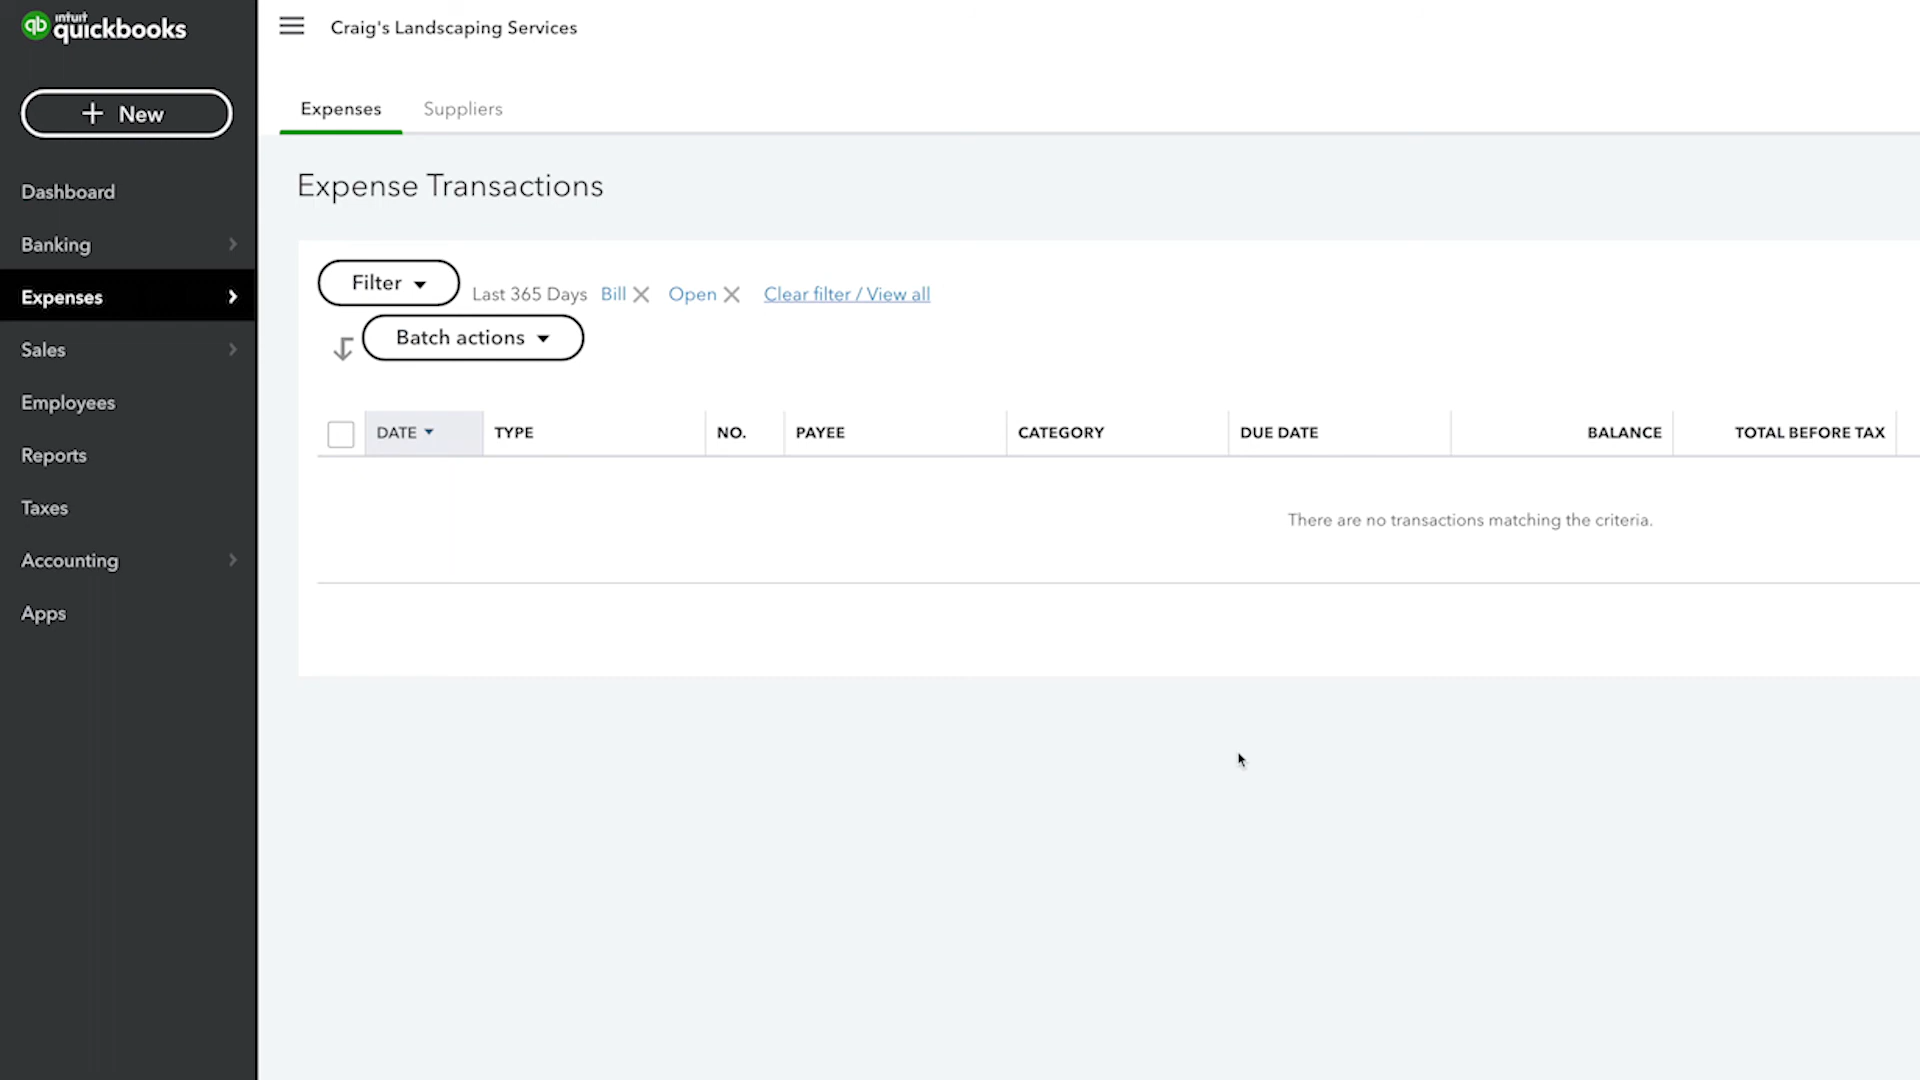 intuit
quickbooks
Craig's Landscaping Services
+ New
Expenses Suppliers
Dashboard
Banking
Expenses
Sales
Employees
Reports
Taxes
Accounting
Apps
Expense Transactions
Filter Last 365 Days Bill Open Clear filter / View all
Batch actions
DATE TYPE NO. PAYEE CATEGORY DUE DATE BALANCE TOTAL BEFORE TAX
There are no transactions matching the criteria.